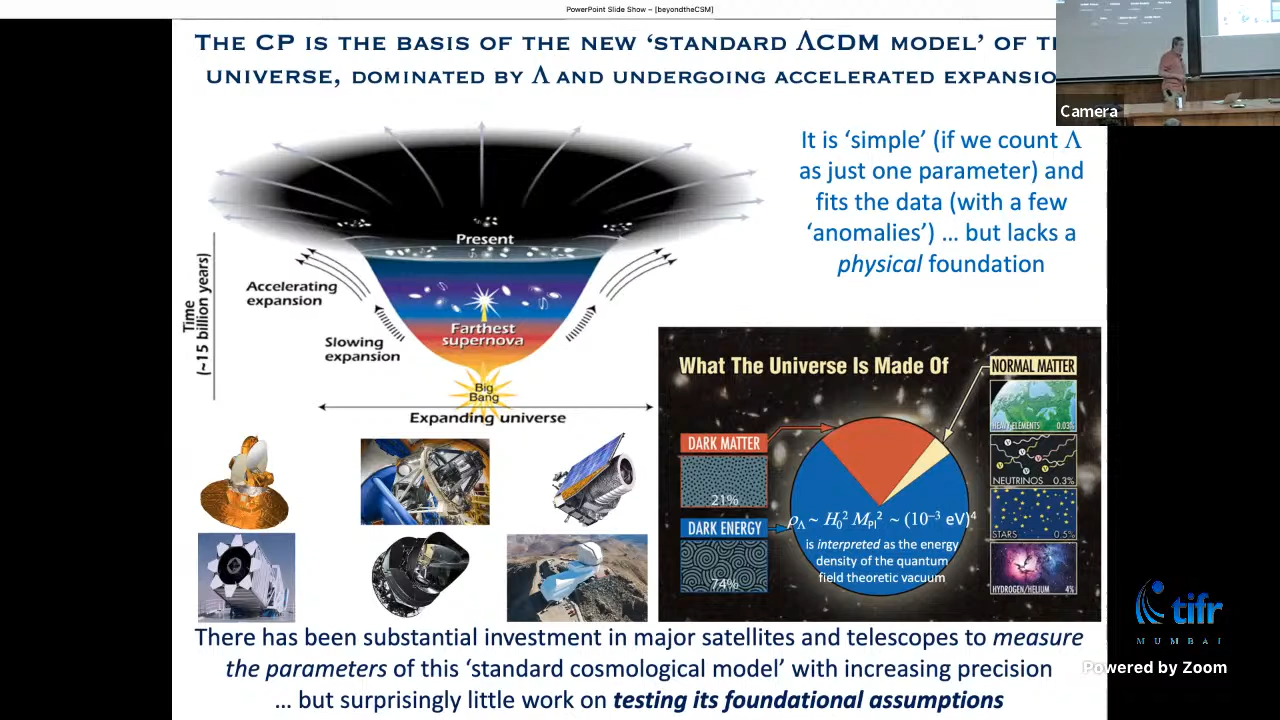 PowerPoint Slide Show – [beyondtheCSM]
THE CP IS THE BASIS OF THE NEW ‘STANDARD ΛCDM MODEL’ OF
UNIVERSE, DOMINATED BY Λ AND UNDERGOING ACCELERATED EXPANSIO
Camera
It is ‘simple’ (if we count Λ
as just one parameter) and
fits the data (with a few
‘anomalies’) … but lacks a
physical foundation
Present
Accelerating
expansion
Slowing
expansion
Farthest
supernova
Time
(~15 billion years)
Big
Bang
Expanding universe
What The Universe Is Made Of
NORMAL MATTER
HEAVY ELEMENTS 0.03%
DARK MATTER
21%
NEUTRINOS 0.3%
DARK ENERGY
74%
STARS 0.5%
HYDROGEN/HELIUM 4%
ρΛ ~ H₀² MPl² ~ (10⁻³ eV)⁴
is interpreted as the energy
density of the quantum
field theoretic vacuum
There has been substantial investment in major satellites and telescopes to measure
the parameters of this ‘standard cosmological model’ with increasing precision
… but surprisingly little work on testing its foundational assumptions
tifr
MUMBAI
Powered by Zoom